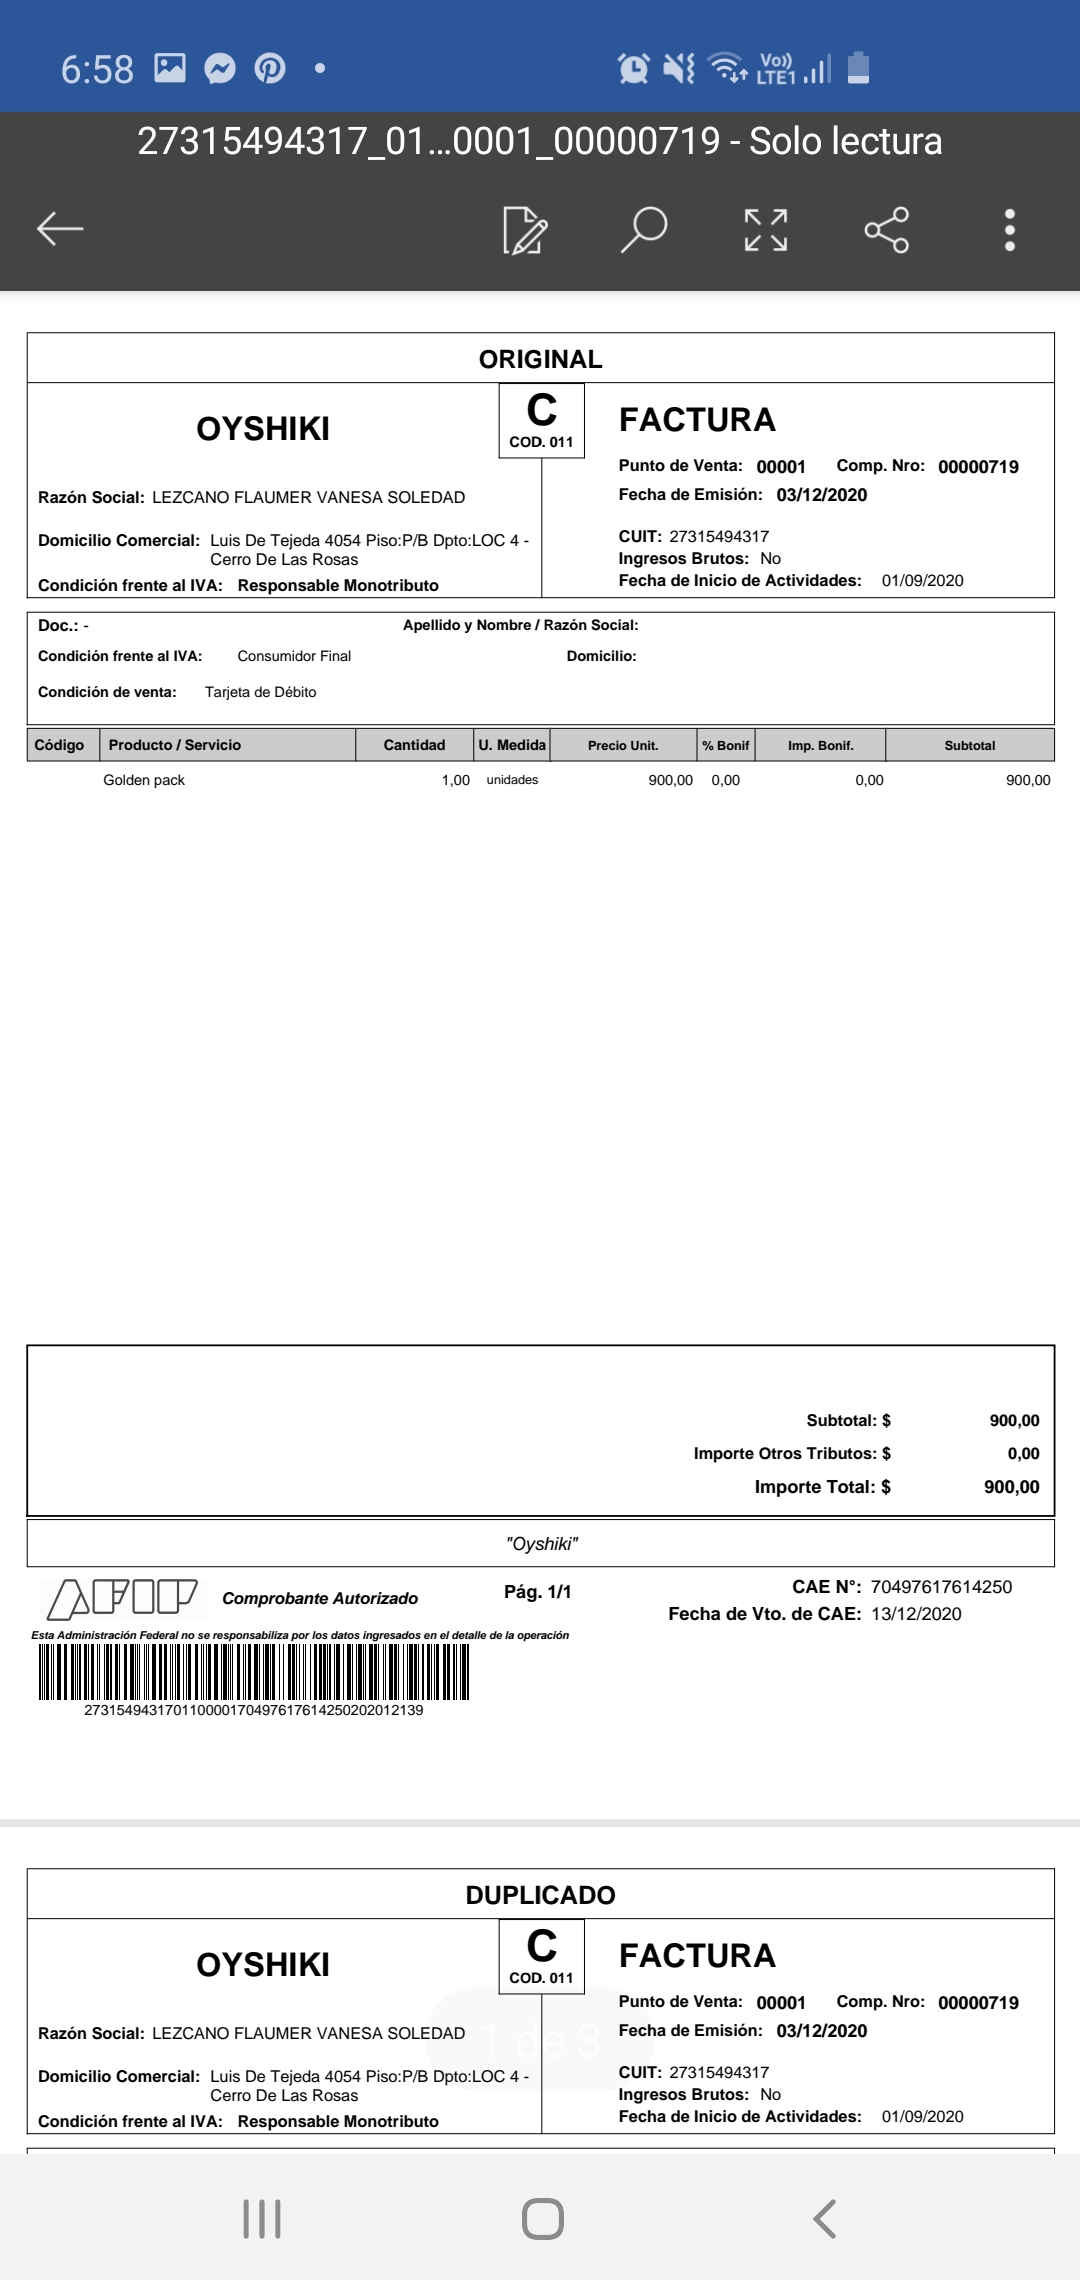 6:58 Vo)) LTE1
27315494317_01...0001_00000719 - Solo lectura
ORIGINAL
OYSHIKI
C
COD. 011
FACTURA
Punto de Venta: 00001 Comp. Nro: 00000719
Fecha de Emisión: 03/12/2020
Razón Social: LEZCANO FLAUMER VANESA SOLEDAD
Domicilio Comercial: Luis De Tejeda 4054 Piso:P/B Dpto:LOC 4 -
Cerro De Las Rosas
Condición frente al IVA: Responsable Monotributo
CUIT: 27315494317
Ingresos Brutos: No
Fecha de Inicio de Actividades: 01/09/2020
Doc.: - Apellido y Nombre / Razón Social:
Condición frente al IVA: Consumidor Final Domicilio:
Condición de venta: Tarjeta de Débito
Código Producto / Servicio Cantidad U. Medida Precio Unit. % Bonif Imp. Bonif. Subtotal
Golden pack 1,00 unidades 900,00 0,00 0,00 900,00
Subtotal: $ 900,00
Importe Otros Tributos: $ 0,00
Importe Total: $ 900,00
"Oyshiki"
AFIP Comprobante Autorizado Pág. 1/1 CAE N°: 70497617614250
Fecha de Vto. de CAE: 13/12/2020
Esta Administración Federal no se responsabiliza por los datos ingresados en el detalle de la operación
273154943170110000170497617614250202012139
DUPLICADO
OYSHIKI
C
COD. 011
FACTURA
Punto de Venta: 00001 Comp. Nro: 00000719
Fecha de Emisión: 03/12/2020
Razón Social: LEZCANO FLAUMER VANESA SOLEDAD
1 de 3
Domicilio Comercial: Luis De Tejeda 4054 Piso:P/B Dpto:LOC 4 -
Cerro De Las Rosas
Condición frente al IVA: Responsable Monotributo
CUIT: 27315494317
Ingresos Brutos: No
Fecha de Inicio de Actividades: 01/09/2020